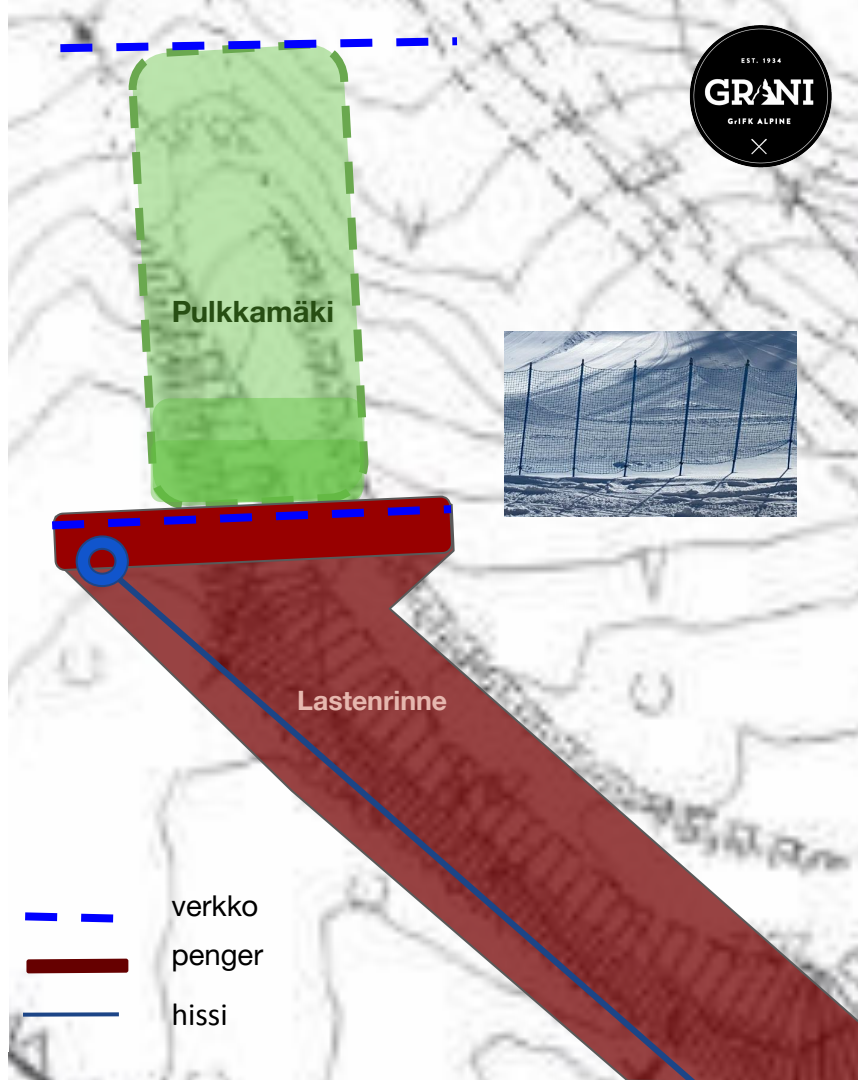 EST. 1934
GRANI
GrIFK ALPINE
Pulkkamäki
Lastenrinne
verkko
penger
hissi